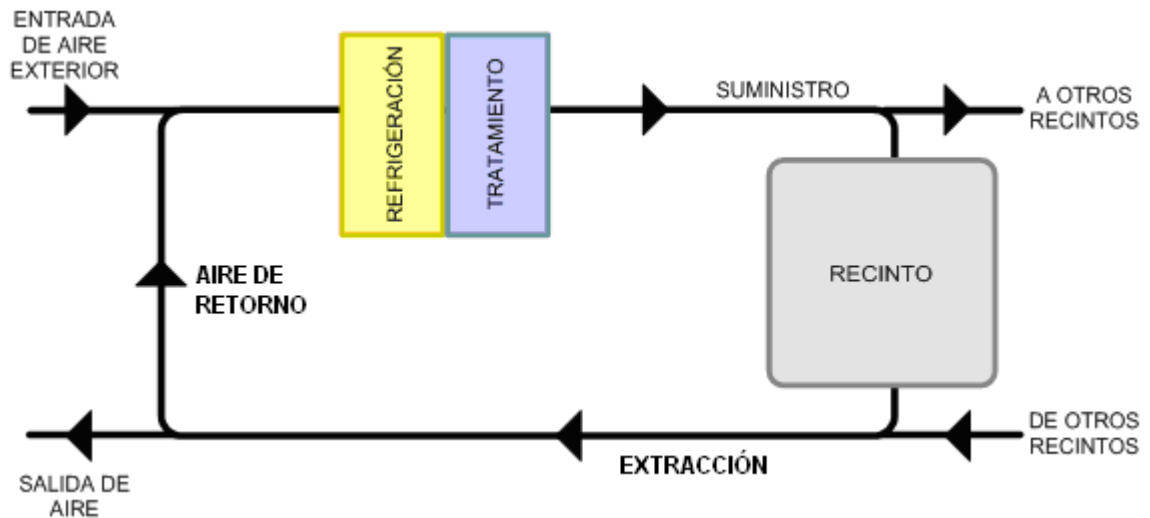 ENTRADA
DE AIRE
EXTERIOR
REFRIGERACIÓN
TRATAMIENTO
SUMINISTRO
A OTROS
RECINTOS
AIRE DE
RETORNO
RECINTO
DE OTROS
RECINTOS
EXTRACCIÓN
SALIDA DE
AIRE